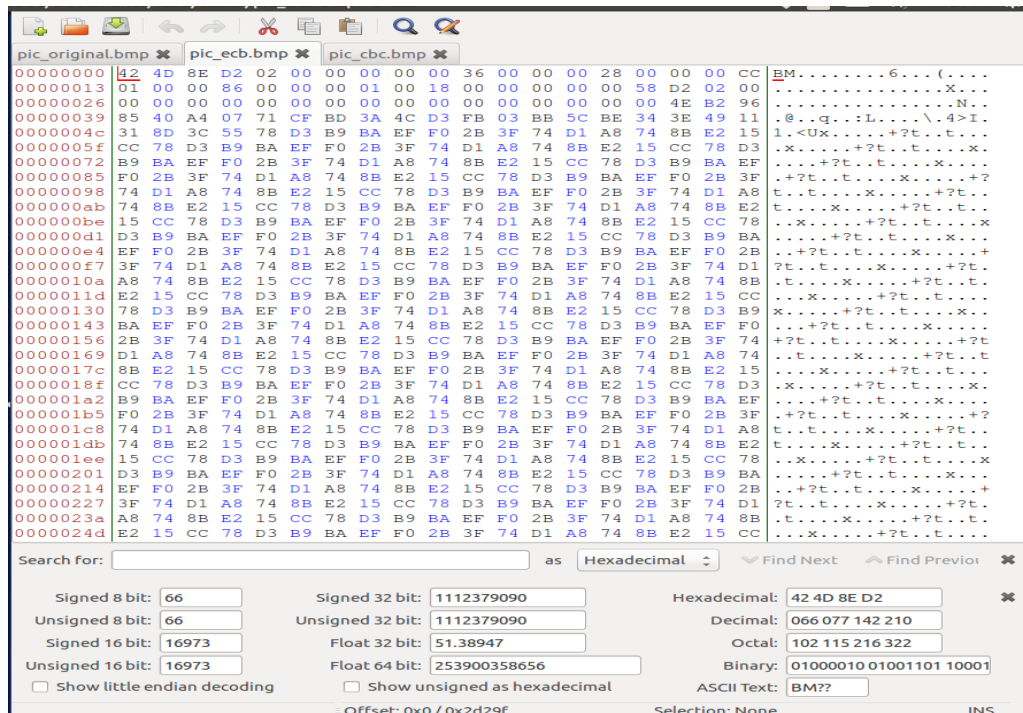 pic_original.bmp ✖ pic_ecb.bmp ✖ pic_cbc.bmp ✖
00000000 42 4D 8E D2 02 00 00 00 00 00 36 00 00 00 28 00 00 00 CC BM........6...(....
00000013 01 00 00 86 00 00 00 01 00 18 00 00 00 00 00 58 D2 02 00 ...............X...
00000026 00 00 00 00 00 00 00 00 00 00 00 00 00 00 00 00 4E B2 96 ................N..
00000039 85 40 A4 07 71 CF BD 3A 4C D3 FB 03 BB 5C BE 34 3E 49 11 .@..q..:L....\.4>I.
0000004c 31 8D 3C 55 78 D3 B9 BA EF F0 2B 3F 74 D1 A8 74 8B E2 15 1.<Ux.....+?t..t...
0000005f CC 78 D3 B9 BA EF F0 2B 3F 74 D1 A8 74 8B E2 15 CC 78 D3 .x.....+?t..t....x.
00000072 B9 BA EF F0 2B 3F 74 D1 A8 74 8B E2 15 CC 78 D3 B9 BA EF ....+?t..t....x....
00000085 F0 2B 3F 74 D1 A8 74 8B E2 15 CC 78 D3 B9 BA EF F0 2B 3F .+?t..t....x.....+?
00000098 74 D1 A8 74 8B E2 15 CC 78 D3 B9 BA EF F0 2B 3F 74 D1 A8 t..t....x.....+?t..
000000ab 74 8B E2 15 CC 78 D3 B9 BA EF F0 2B 3F 74 D1 A8 74 8B E2 t....x.....+?t..t..
000000be 15 CC 78 D3 B9 BA EF F0 2B 3F 74 D1 A8 74 8B E2 15 CC 78 ..x.....+?t..t....x
000000d1 D3 B9 BA EF F0 2B 3F 74 D1 A8 74 8B E2 15 CC 78 D3 B9 BA .....+?t..t....x...
000000e4 EF F0 2B 3F 74 D1 A8 74 8B E2 15 CC 78 D3 B9 BA EF F0 2B ..+?t..t....x.....+
000000f7 3F 74 D1 A8 74 8B E2 15 CC 78 D3 B9 BA EF F0 2B 3F 74 D1 ?t..t....x.....+?t.
0000010a A8 74 8B E2 15 CC 78 D3 B9 BA EF F0 2B 3F 74 D1 A8 74 8B .t....x.....+?t..t.
0000011d E2 15 CC 78 D3 B9 BA EF F0 2B 3F 74 D1 A8 74 8B E2 15 CC ...x.....+?t..t....
00000130 78 D3 B9 BA EF F0 2B 3F 74 D1 A8 74 8B E2 15 CC 78 D3 B9 x.....+?t..t....x..
00000143 BA EF F0 2B 3F 74 D1 A8 74 8B E2 15 CC 78 D3 B9 BA EF F0 ...+?t..t....x.....
00000156 2B 3F 74 D1 A8 74 8B E2 15 CC 78 D3 B9 BA EF F0 2B 3F 74 +?t..t....x.....+?t
00000169 D1 A8 74 8B E2 15 CC 78 D3 B9 BA EF F0 2B 3F 74 D1 A8 74 ..t....x.....+?t..t
0000017c 8B E2 15 CC 78 D3 B9 BA EF F0 2B 3F 74 D1 A8 74 8B E2 15 ....x.....+?t..t...
0000018f CC 78 D3 B9 BA EF F0 2B 3F 74 D1 A8 74 8B E2 15 CC 78 D3 .x.....+?t..t....x.
000001a2 B9 BA EF F0 2B 3F 74 D1 A8 74 8B E2 15 CC 78 D3 B9 BA EF ....+?t..t....x....
000001b5 F0 2B 3F 74 D1 A8 74 8B E2 15 CC 78 D3 B9 BA EF F0 2B 3F .+?t..t....x.....+?
000001c8 74 D1 A8 74 8B E2 15 CC 78 D3 B9 BA EF F0 2B 3F 74 D1 A8 t..t....x.....+?t..
000001db 74 8B E2 15 CC 78 D3 B9 BA EF F0 2B 3F 74 D1 A8 74 8B E2 t....x.....+?t..t..
000001ee 15 CC 78 D3 B9 BA EF F0 2B 3F 74 D1 A8 74 8B E2 15 CC 78 ..x.....+?t..t....x
00000201 D3 B9 BA EF F0 2B 3F 74 D1 A8 74 8B E2 15 CC 78 D3 B9 BA .....+?t..t....x...
00000214 EF F0 2B 3F 74 D1 A8 74 8B E2 15 CC 78 D3 B9 BA EF F0 2B ..+?t..t....x.....+
00000227 3F 74 D1 A8 74 8B E2 15 CC 78 D3 B9 BA EF F0 2B 3F 74 D1 ?t..t....x.....+?t.
0000023a A8 74 8B E2 15 CC 78 D3 B9 BA EF F0 2B 3F 74 D1 A8 74 8B .t....x.....+?t..t.
0000024d E2 15 CC 78 D3 B9 BA EF F0 2B 3F 74 D1 A8 74 8B E2 15 CC ...x.....+?t..t....
Search for: as Hexadecimal Find Next Find Previou ✖
Signed 8 bit: 66 Signed 32 bit: 1112379090 Hexadecimal: 42 4D 8E D2 ✖
Unsigned 8 bit: 66 Unsigned 32 bit: 1112379090 Decimal: 066 077 142 210
Signed 16 bit: 16973 Float 32 bit: 51.38947 Octal: 102 115 216 322
Unsigned 16 bit: 16973 Float 64 bit: 253900358656 Binary: 01000010 01001101 10001
Show little endian decoding Show unsigned as hexadecimal ASCII Text: BM??
Offset: 0x0 / 0x2d29f Selection: None INS